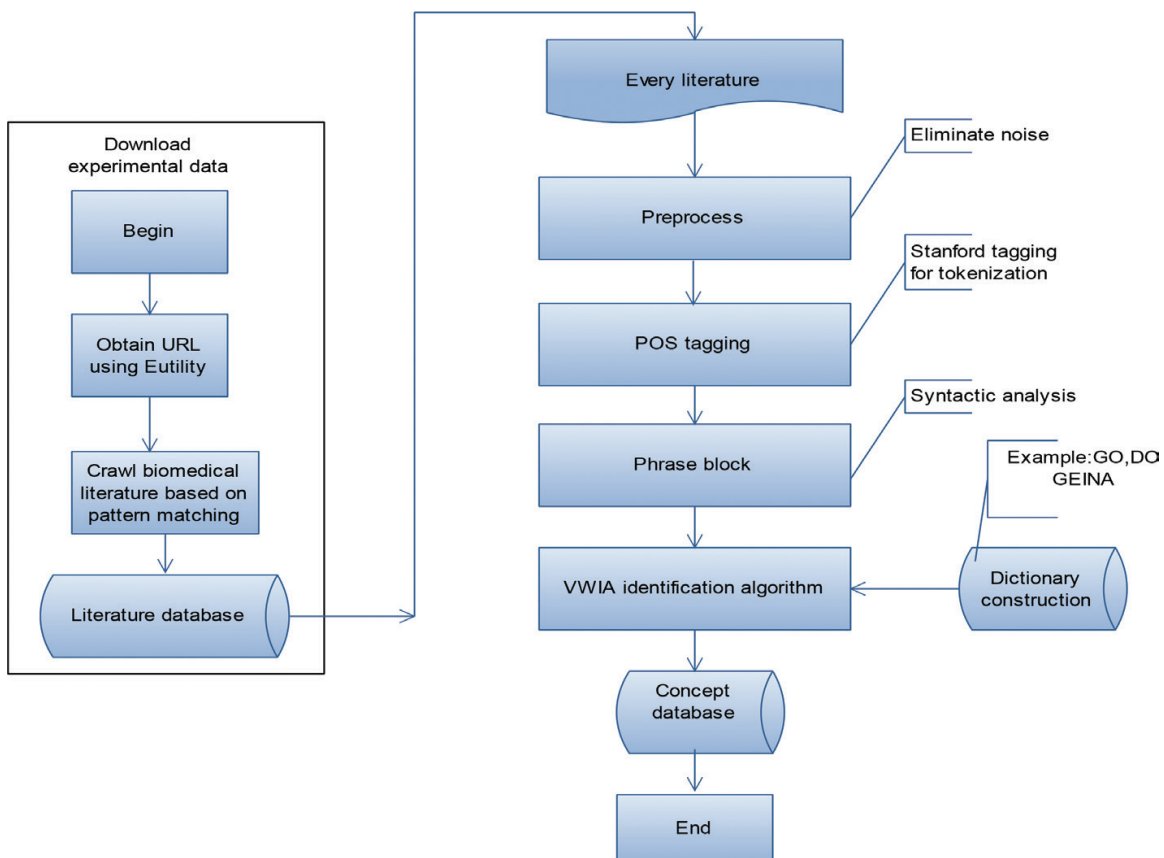 Download
experimental data
Begin
Obtain URL
using Eutility
Crawl biomedical
literature based on
pattern matching
Literature database
Every literature
Eliminate noise
Preprocess
Stanford tagging
for tokenization
POS tagging
Syntactic analysis
Phrase block
Example:GO,DO
GEINA
VWIA identification algorithm
Dictionary
construction
Concept
database
End